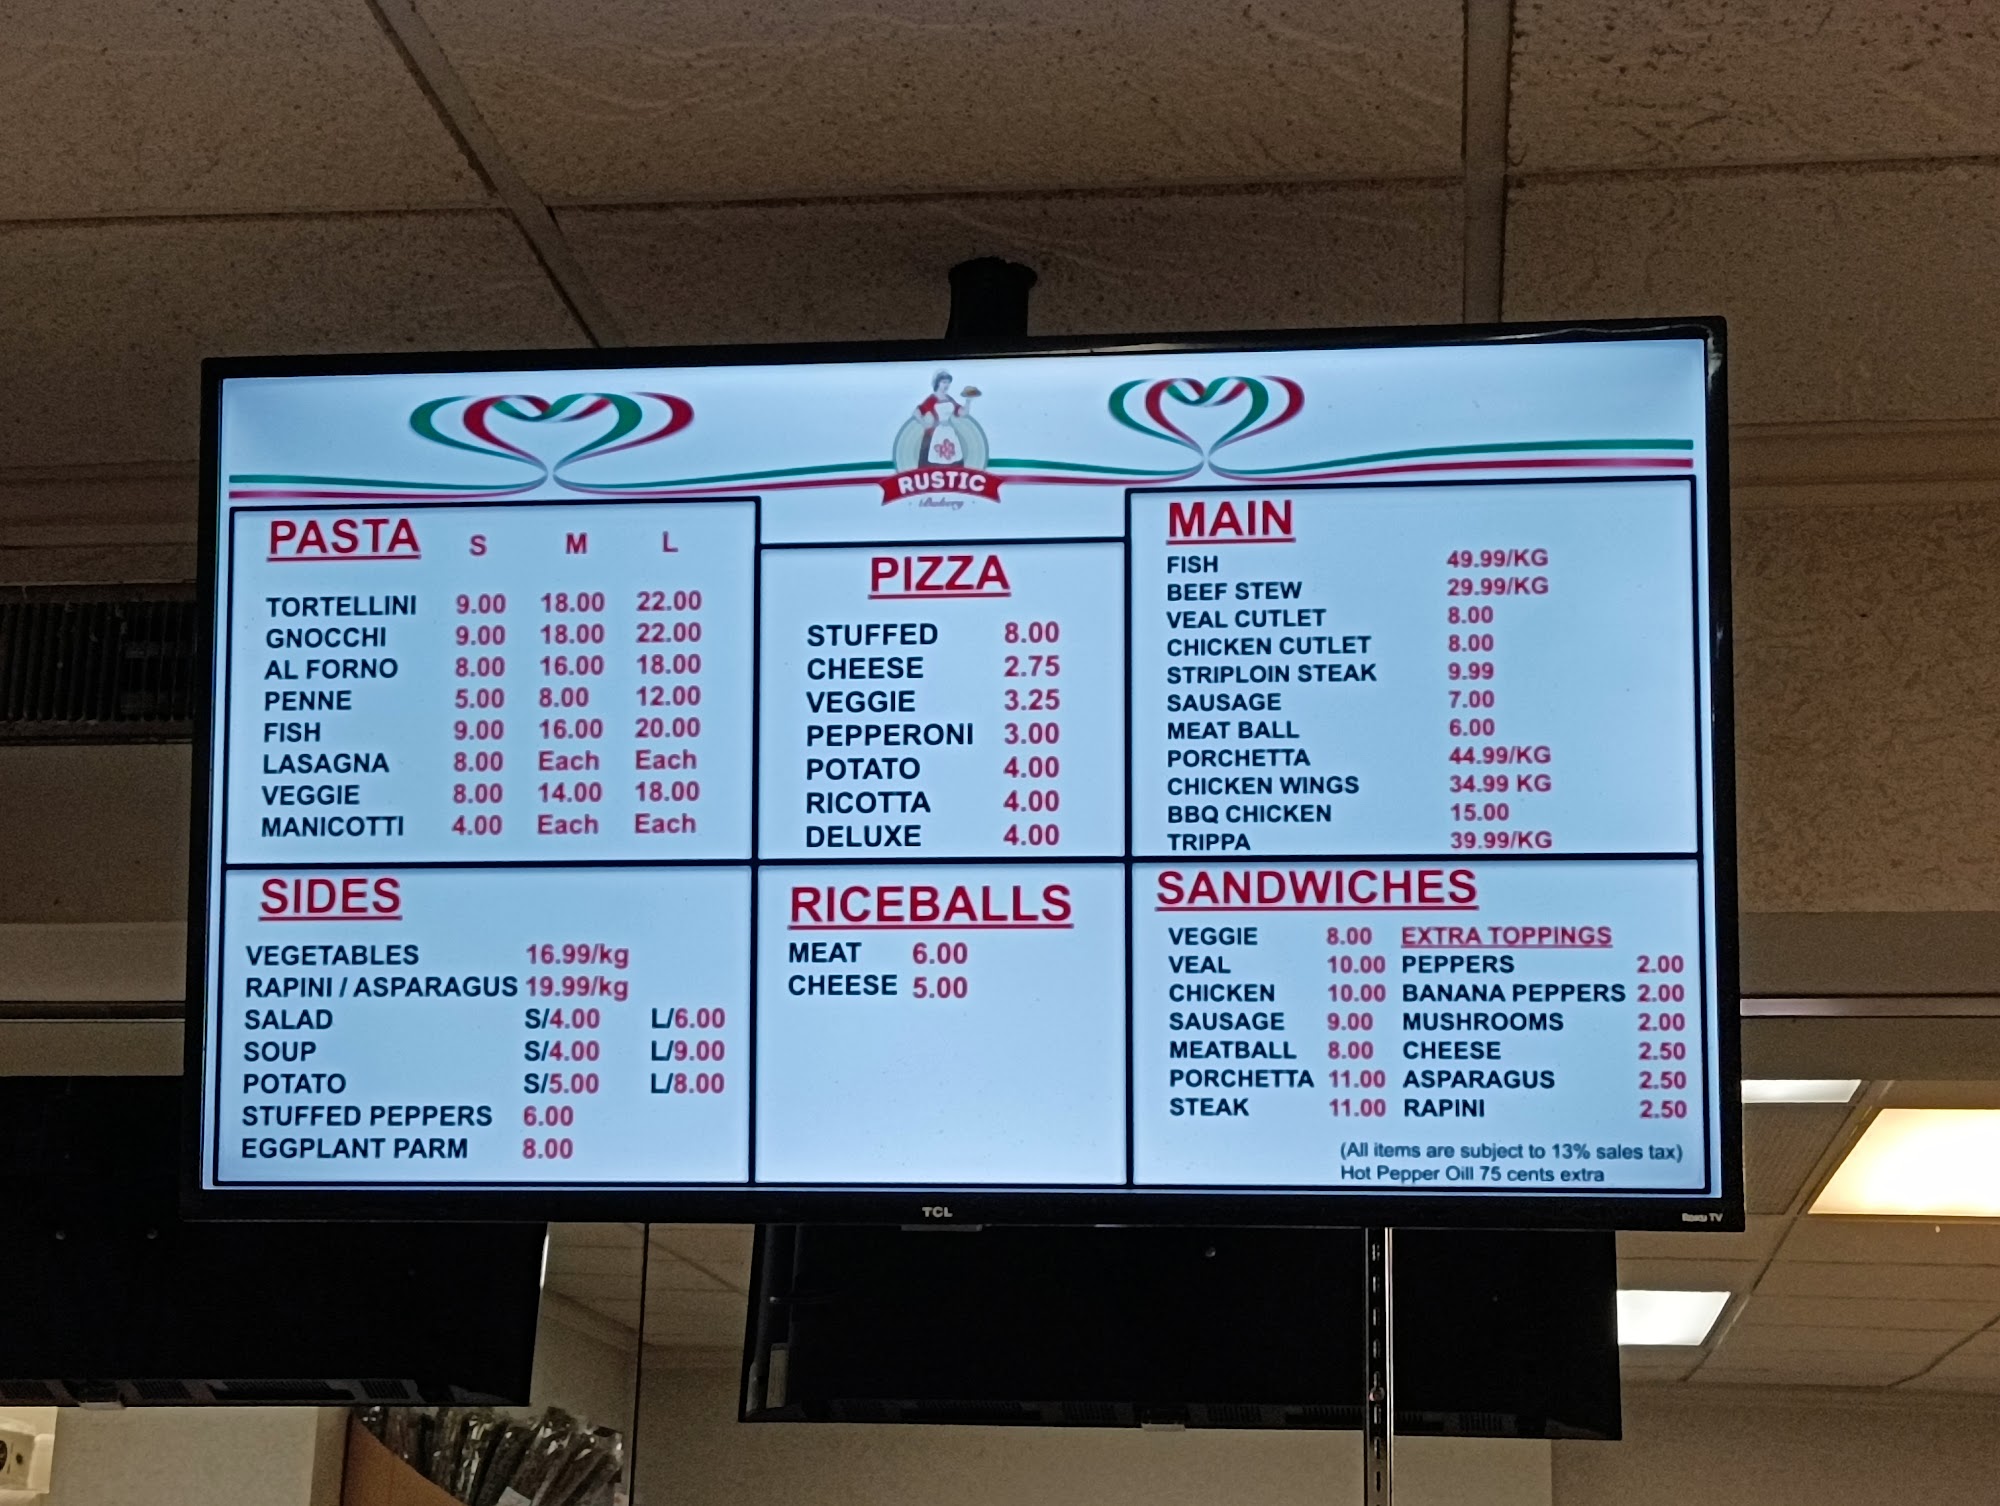 RUSTIC
Bakery
PASTA S M L
TORTELLINI 9.00 18.00 22.00
GNOCCHI 9.00 18.00 22.00
AL FORNO 8.00 16.00 18.00
PENNE 5.00 8.00 12.00
FISH 9.00 16.00 20.00
LASAGNA 8.00 Each Each
VEGGIE 8.00 14.00 18.00
MANICOTTI 4.00 Each Each
PIZZA
STUFFED 8.00
CHEESE 2.75
VEGGIE 3.25
PEPPERONI 3.00
POTATO 4.00
RICOTTA 4.00
DELUXE 4.00
MAIN
FISH 49.99/KG
BEEF STEW 29.99/KG
VEAL CUTLET 8.00
CHICKEN CUTLET 8.00
STRIPLOIN STEAK 9.99
SAUSAGE 7.00
MEAT BALL 6.00
PORCHETTA 44.99/KG
CHICKEN WINGS 34.99 KG
BBQ CHICKEN 15.00
TRIPPA 39.99/KG
SIDES
VEGETABLES 16.99/kg
RAPINI / ASPARAGUS 19.99/kg
SALAD S/4.00 L/6.00
SOUP S/4.00 L/9.00
POTATO S/5.00 L/8.00
STUFFED PEPPERS 6.00
EGGPLANT PARM 8.00
RICEBALLS
MEAT 6.00
CHEESE 5.00
SANDWICHES
VEGGIE 8.00 EXTRA TOPPINGS
VEAL 10.00 PEPPERS 2.00
CHICKEN 10.00 BANANA PEPPERS 2.00
SAUSAGE 9.00 MUSHROOMS 2.00
MEATBALL 8.00 CHEESE 2.50
PORCHETTA 11.00 ASPARAGUS 2.50
STEAK 11.00 RAPINI 2.50
(All items are subject to 13% sales tax)
Hot Pepper Oill 75 cents extra
TCL
Roku TV